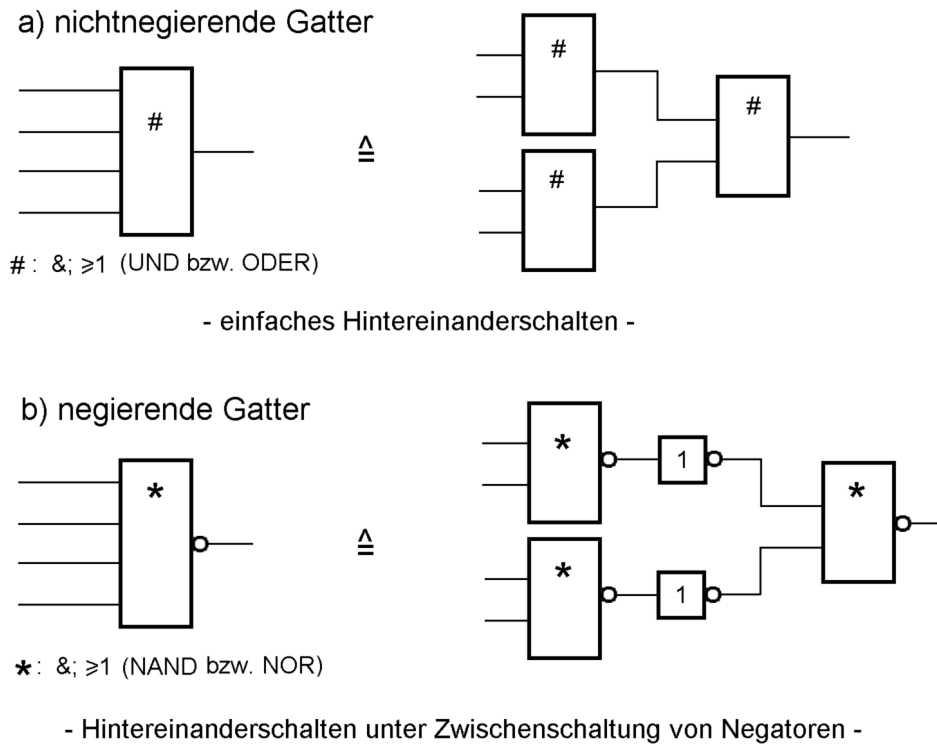 a) nichtnegierende Gatter
#
≙
#
#
#
#: &; ⩾1 (UND bzw. ODER)
- einfaches Hintereinanderschalten -
b) negierende Gatter
*
≙
*
1
*
*
1
*: &; ⩾1 (NAND bzw. NOR)
- Hintereinanderschalten unter Zwischenschaltung von Negatoren -